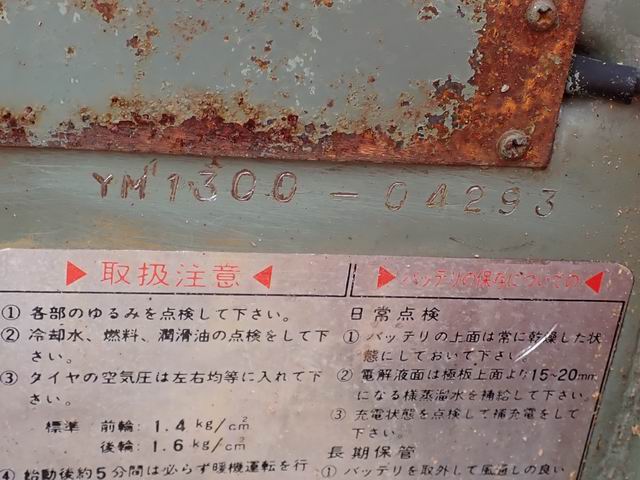 YM1300-04293
取扱注意
① 各部のゆるみを点検して下さい。
② 冷却水、燃料、潤滑油の点検をして下
さい。
③ タイヤの空気圧は左右均等に入れて下
さい。
標準 前輪: 1.4 kg/cm²
後輪: 1.6 kg/cm²
④ 始動後約5分間は必らず暖機運転を行
バッテリの保なについての
日常点検
① バッテリの上面は常に乾燥した状
態にしておいて下さい
② 電解液面は極板上面より15~20mm
になる様蒸溜水を補給して下さい。
③ 充電状態を点検して補充電をして
下さい。
長期保管
① バッテリを取外して風通しの良い